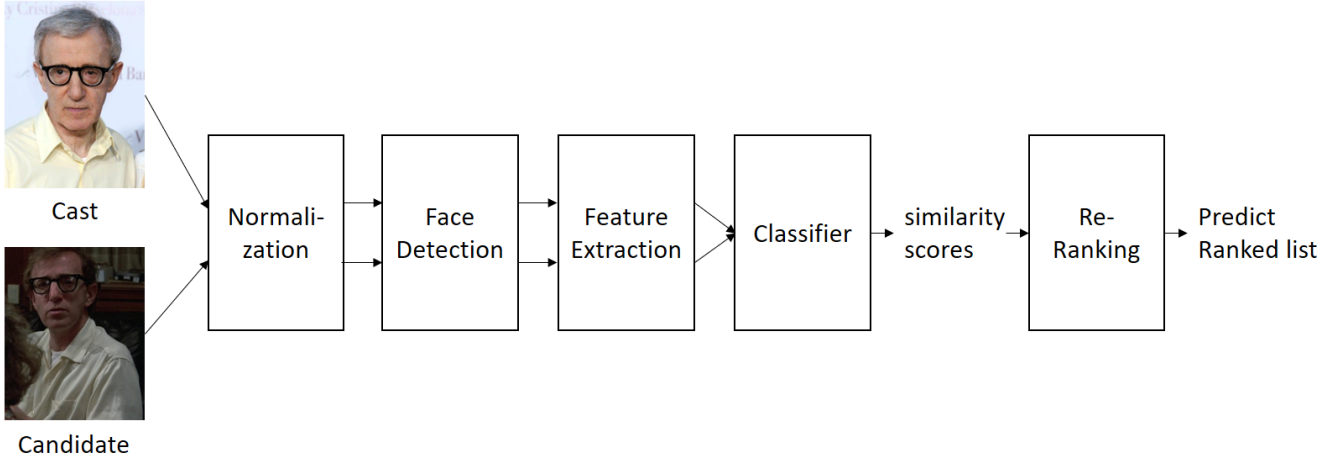 Cast
Candidate
Normali-
zation
Face
Detection
Feature
Extraction
Classifier
similarity
scores
Re-
Ranking
Predict
Ranked list